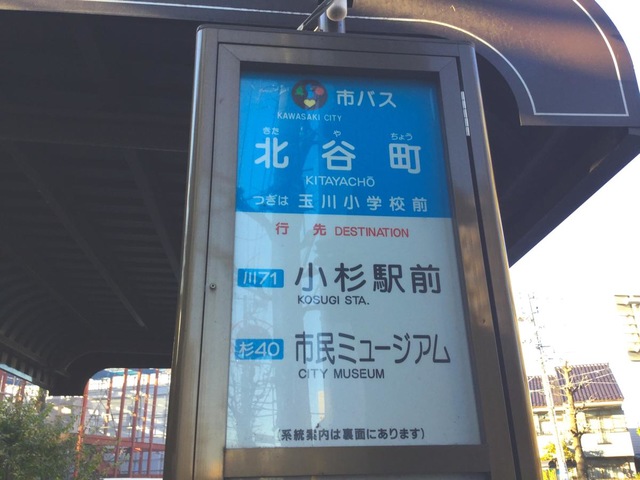 市バス
KAWASAKI CITY
きた や ちょう
北谷町
KITAYACHŌ
つぎは 玉川小学校前
行先 DESTINATION
川71 小杉駅前
KOSUGI STA.
杉40 市民ミュージアム
CITY MUSEUM
(系統案内は裏面にあります)